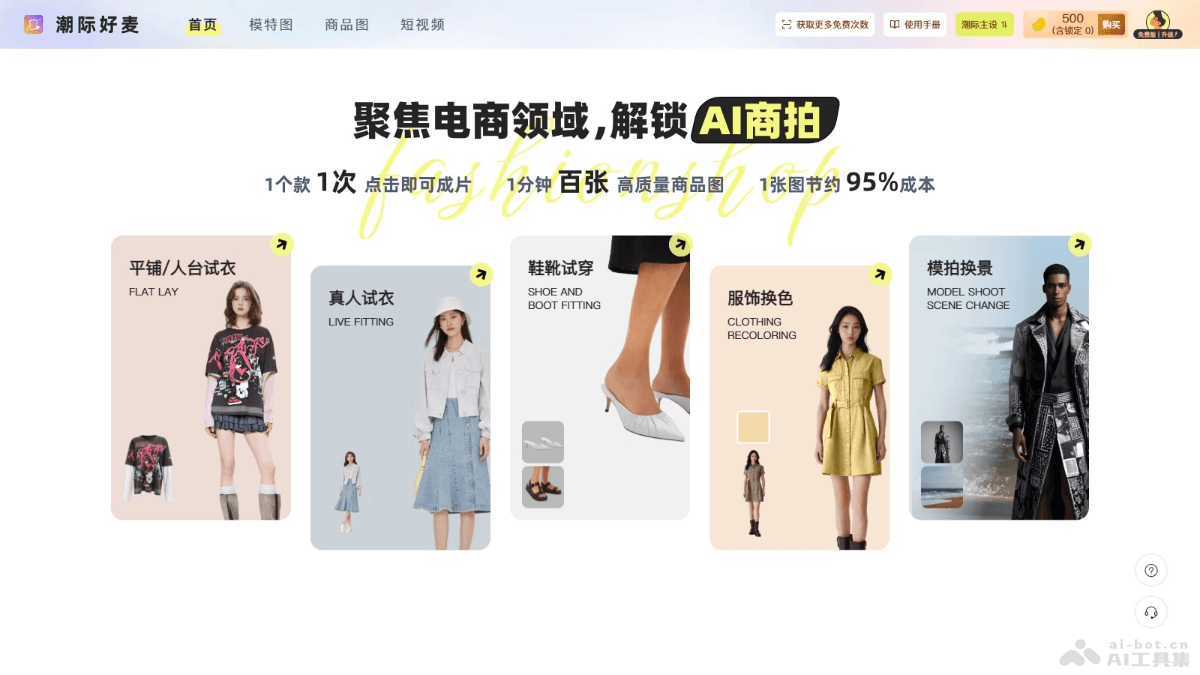 潮际好麦
首页
模特图
商品图
短视频
获取更多免费次数
使用手册
潮际主设
500
(含锁定 0)
购买
免费版 | 升级
聚焦电商领域,解锁AI商拍
fashionshop
1个款 1次 点击即可成片
1分钟 百张 高质量商品图
1张图节约 95%成本
平铺/人台试衣
FLAT LAY
真人试衣
LIVE FITTING
鞋靴试穿
SHOE AND
BOOT FITTING
服饰换色
CLOTHING
RECOLORING
模拍换景
MODEL SHOOT
SCENE CHANGE
ai-bot.cn
AI工具集